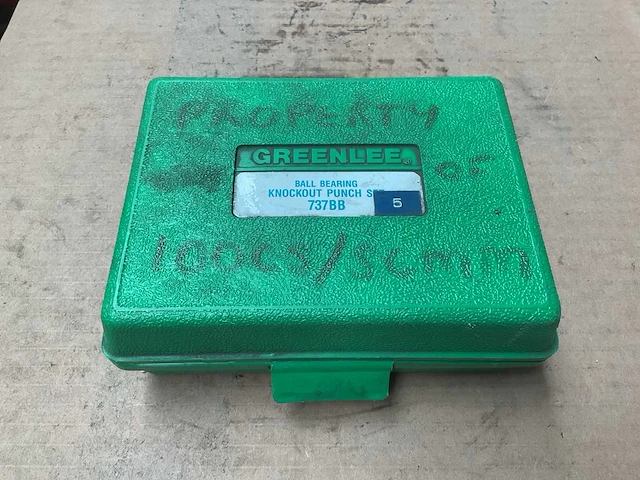 PROPERTY
OF
GREENLEE
BALL BEARING
KNOCKOUT PUNCH SET
737BB
5
100CS/SCMM